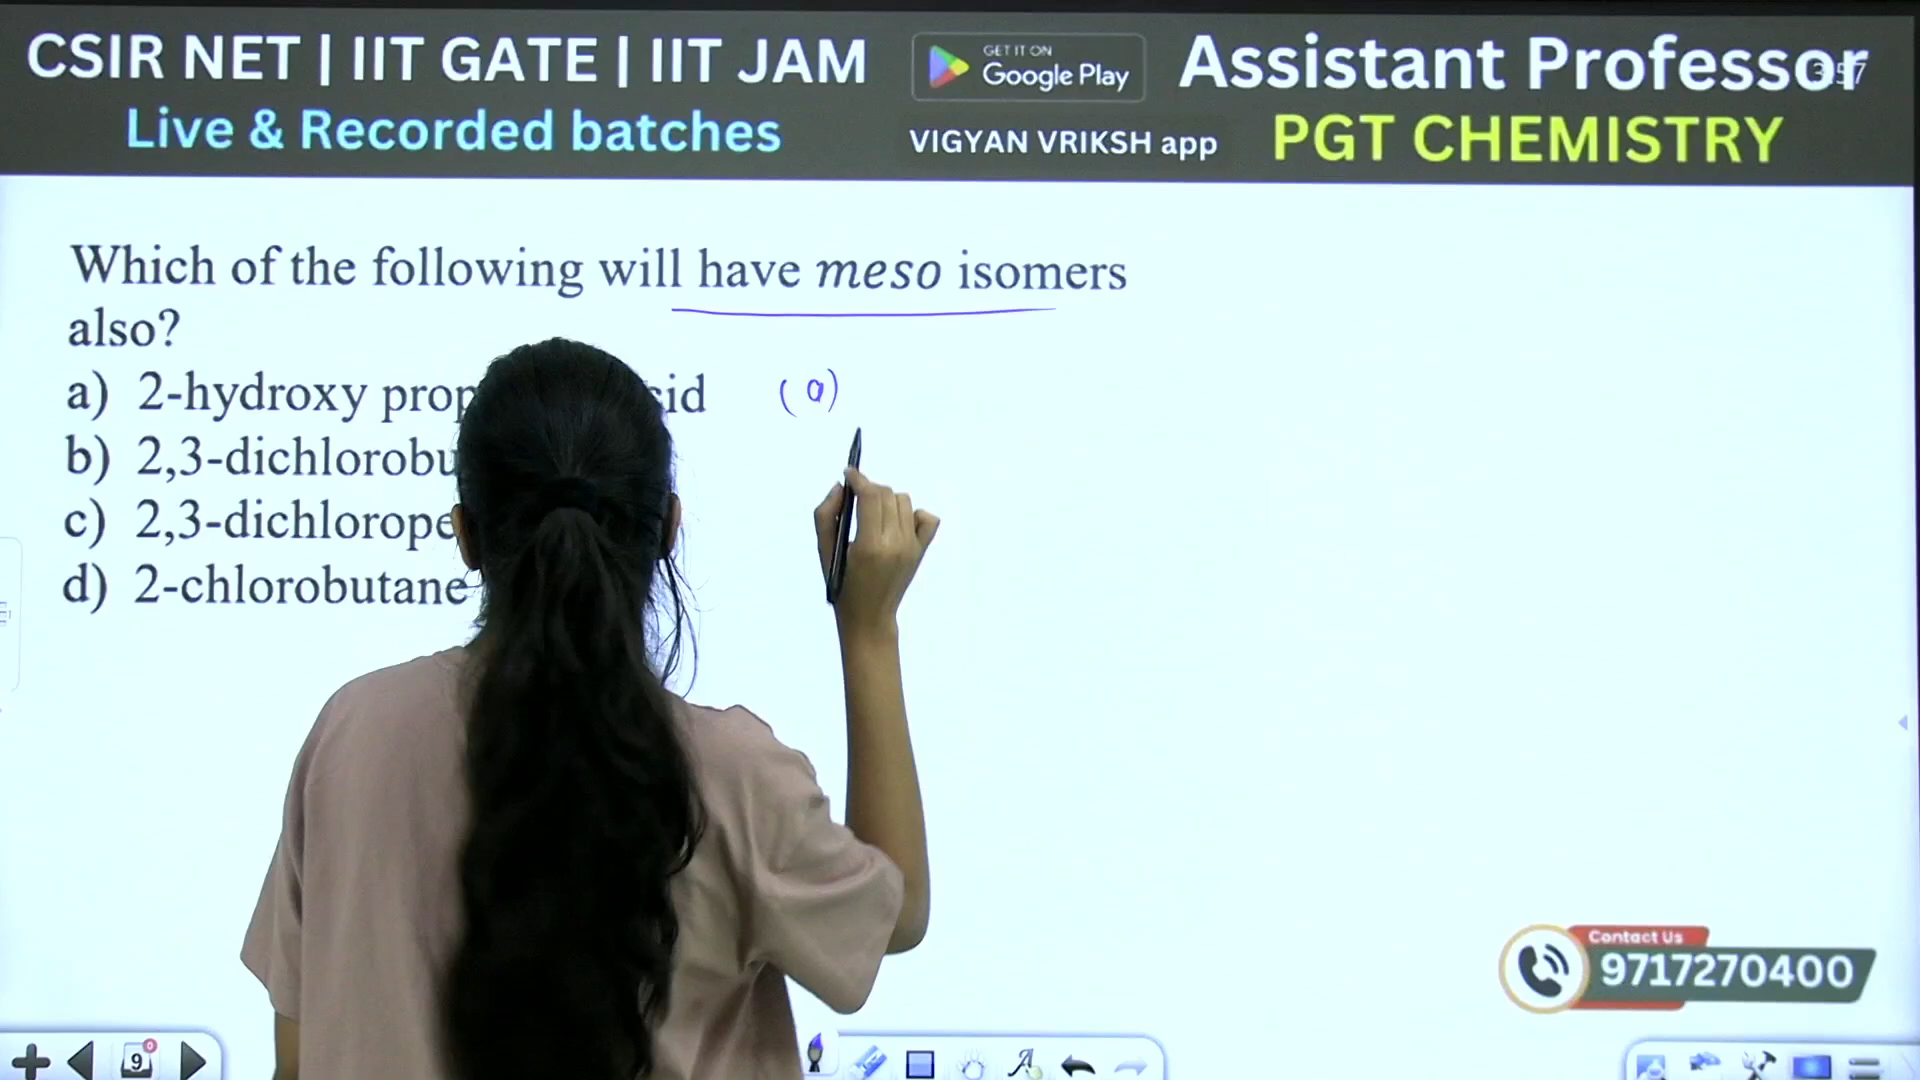 CSIR NET | IIT GATE | IIT JAM
Live & Recorded batches
GET IT ON
Google Play
VIGYAN VRIKSH app
Assistant Professor
PGT CHEMISTRY
Which of the following will have meso isomers
also?
a) 2-hydroxy prop id
b) 2,3-dichlorobu
c) 2,3-dichlorope
d) 2-chlorobutane
(a)
Contact Us
9717270400
9
0